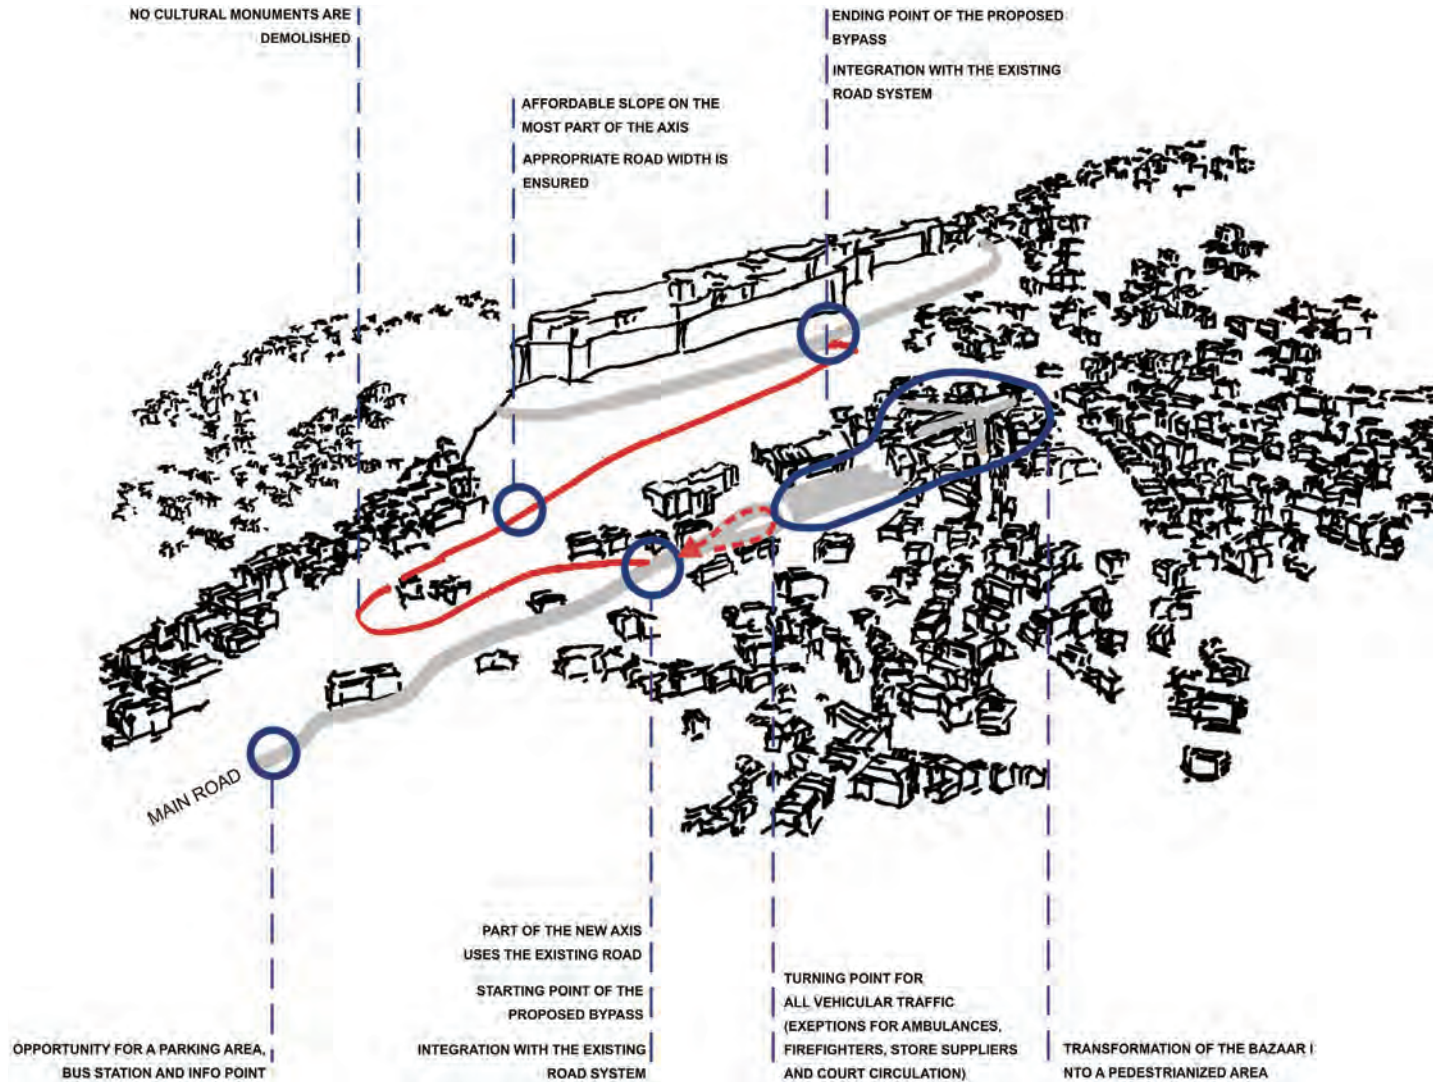 NO CULTURAL MONUMENTS ARE
DEMOLISHED
ENDING POINT OF THE PROPOSED
BYPASS
INTEGRATION WITH THE EXISTING
ROAD SYSTEM
AFFORDABLE SLOPE ON THE
MOST PART OF THE AXIS
APPROPRIATE ROAD WIDTH IS
ENSURED
MAIN ROAD
OPPORTUNITY FOR A PARKING AREA,
BUS STATION AND INFO POINT
PART OF THE NEW AXIS
USES THE EXISTING ROAD
STARTING POINT OF THE
PROPOSED BYPASS
INTEGRATION WITH THE EXISTING
ROAD SYSTEM
TURNING POINT FOR
ALL VEHICULAR TRAFFIC
(EXEPTIONS FOR AMBULANCES,
FIREFIGHTERS, STORE SUPPLIERS
AND COURT CIRCULATION)
TRANSFORMATION OF THE BAZAAR I
NTO A PEDESTRIANIZED AREA